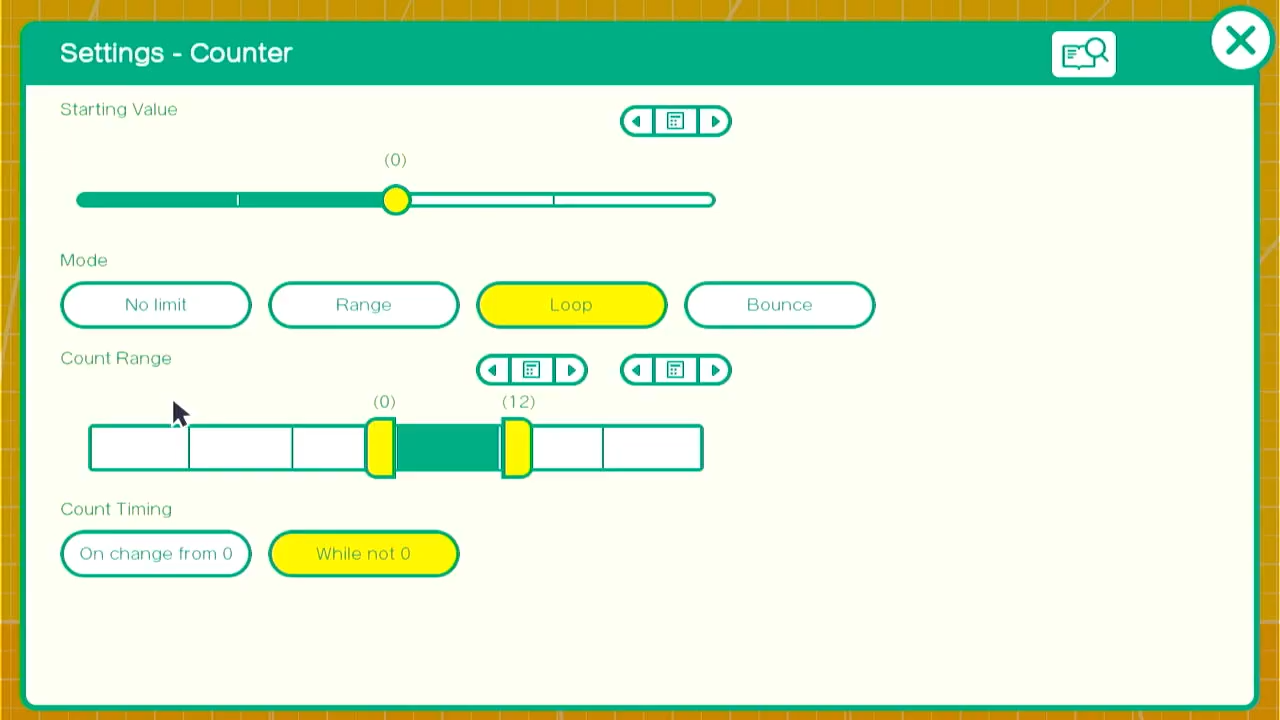 Settings - Counter
Starting Value
(0)
Mode
No limit Range Loop Bounce
Count Range
(0) (12)
Count Timing
On change from 0 While not 0